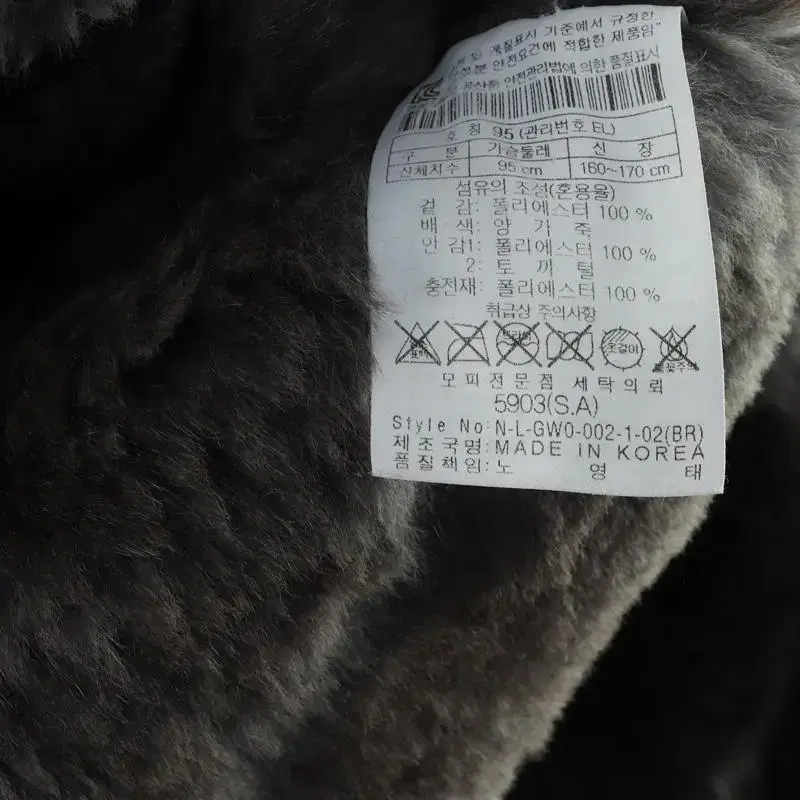 품질표시 기준에서 규정한
안전요건에 적합한 제품임"
공산품 안전관리법에 의한 품질표시
호 칭 95 (관리번호 EL)
구 분 가슴둘레 신 장
신체치수 95 cm 160~170 cm
섬유의 조성(혼용율)
겉 감: 폴리에스터 100 %
배 색: 양 가 죽
안 감1: 폴리에스터 100 %
2: 토 끼 털
충전재: 폴리에스터 100 %
취급상 주의사항
옷걸이
모 피 전 문 점 세 탁 의 뢰
5903(S.A)
Style No: N-L-GW0-002-1-02(BR)
제 조 국 명: MADE IN KOREA
품질책임: 노 영 태